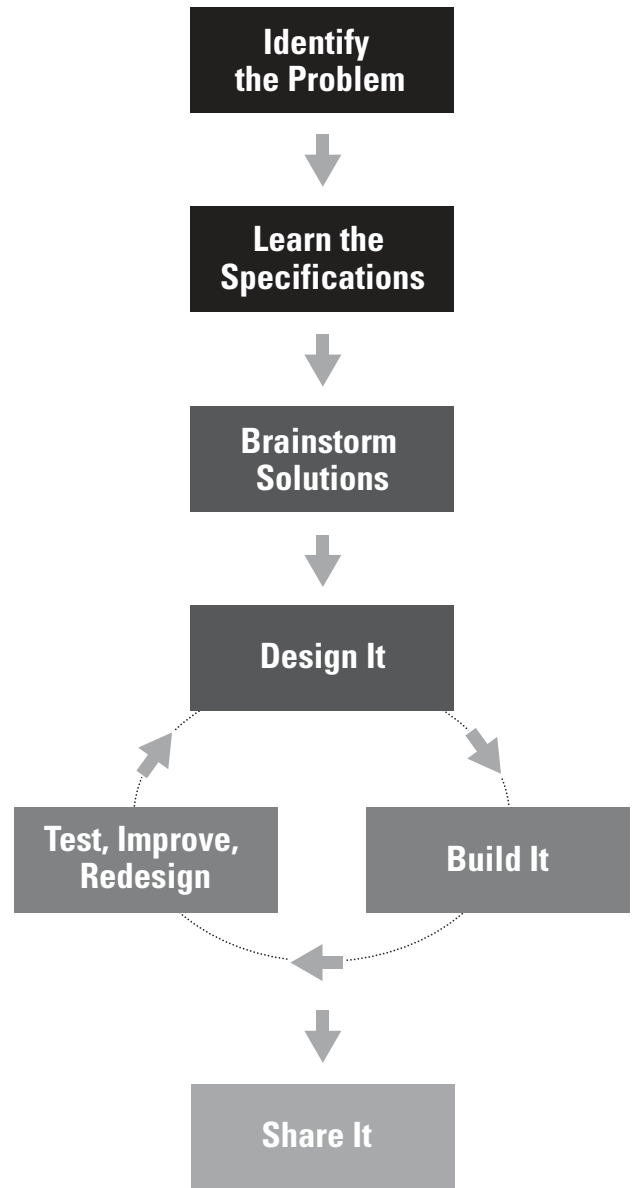 Identify
the Problem
Learn the
Specifications
Brainstorm
Solutions
Design It
Test, Improve,
Redesign
Build It
Share It